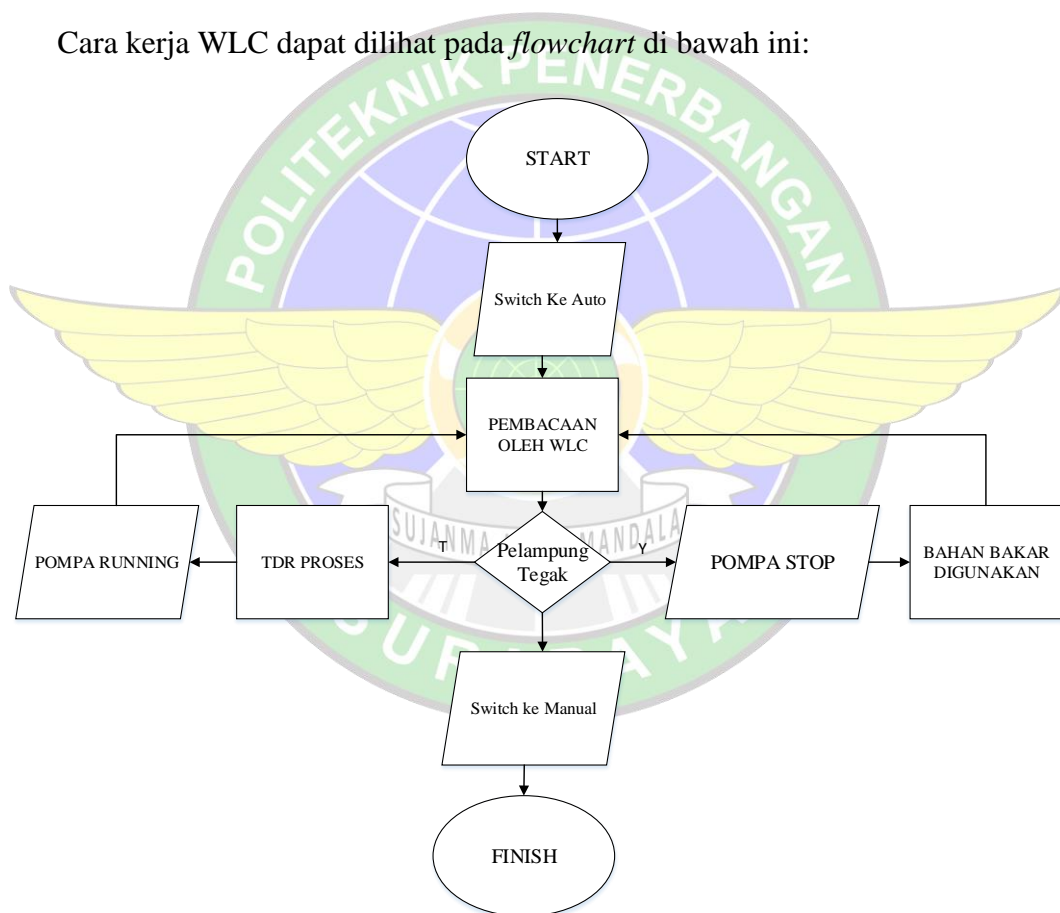 Cara kerja WLC dapat dilihat pada flowchart di bawah ini:
POLITEKNIK PENERBANGAN
START
Switch Ke Auto
PEMBACAAN
OLEH WLC
POMPA RUNNING
TDR PROSES
T
Pelampung
Tegak
Y
POMPA STOP
BAHAN BAKAR
DIGUNAKAN
SUJANMA
MANDALA
SURABAYA
Switch ke Manual
FINISH